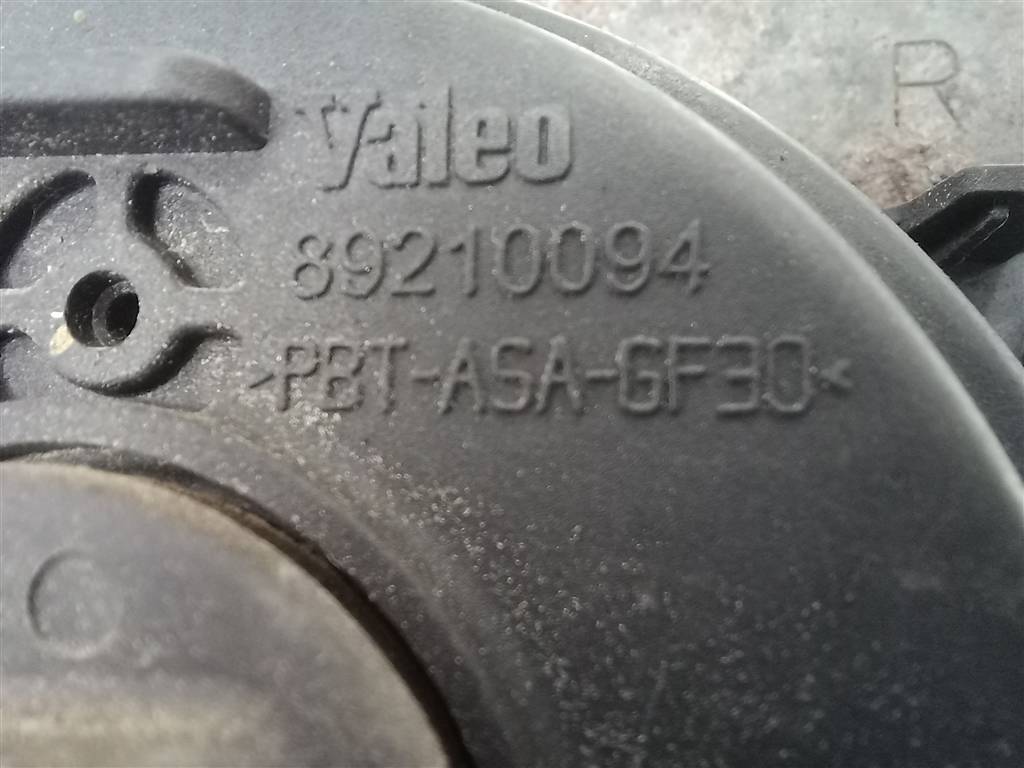 Valeo
89210094
>PBT-ASA-GF30<
R
C